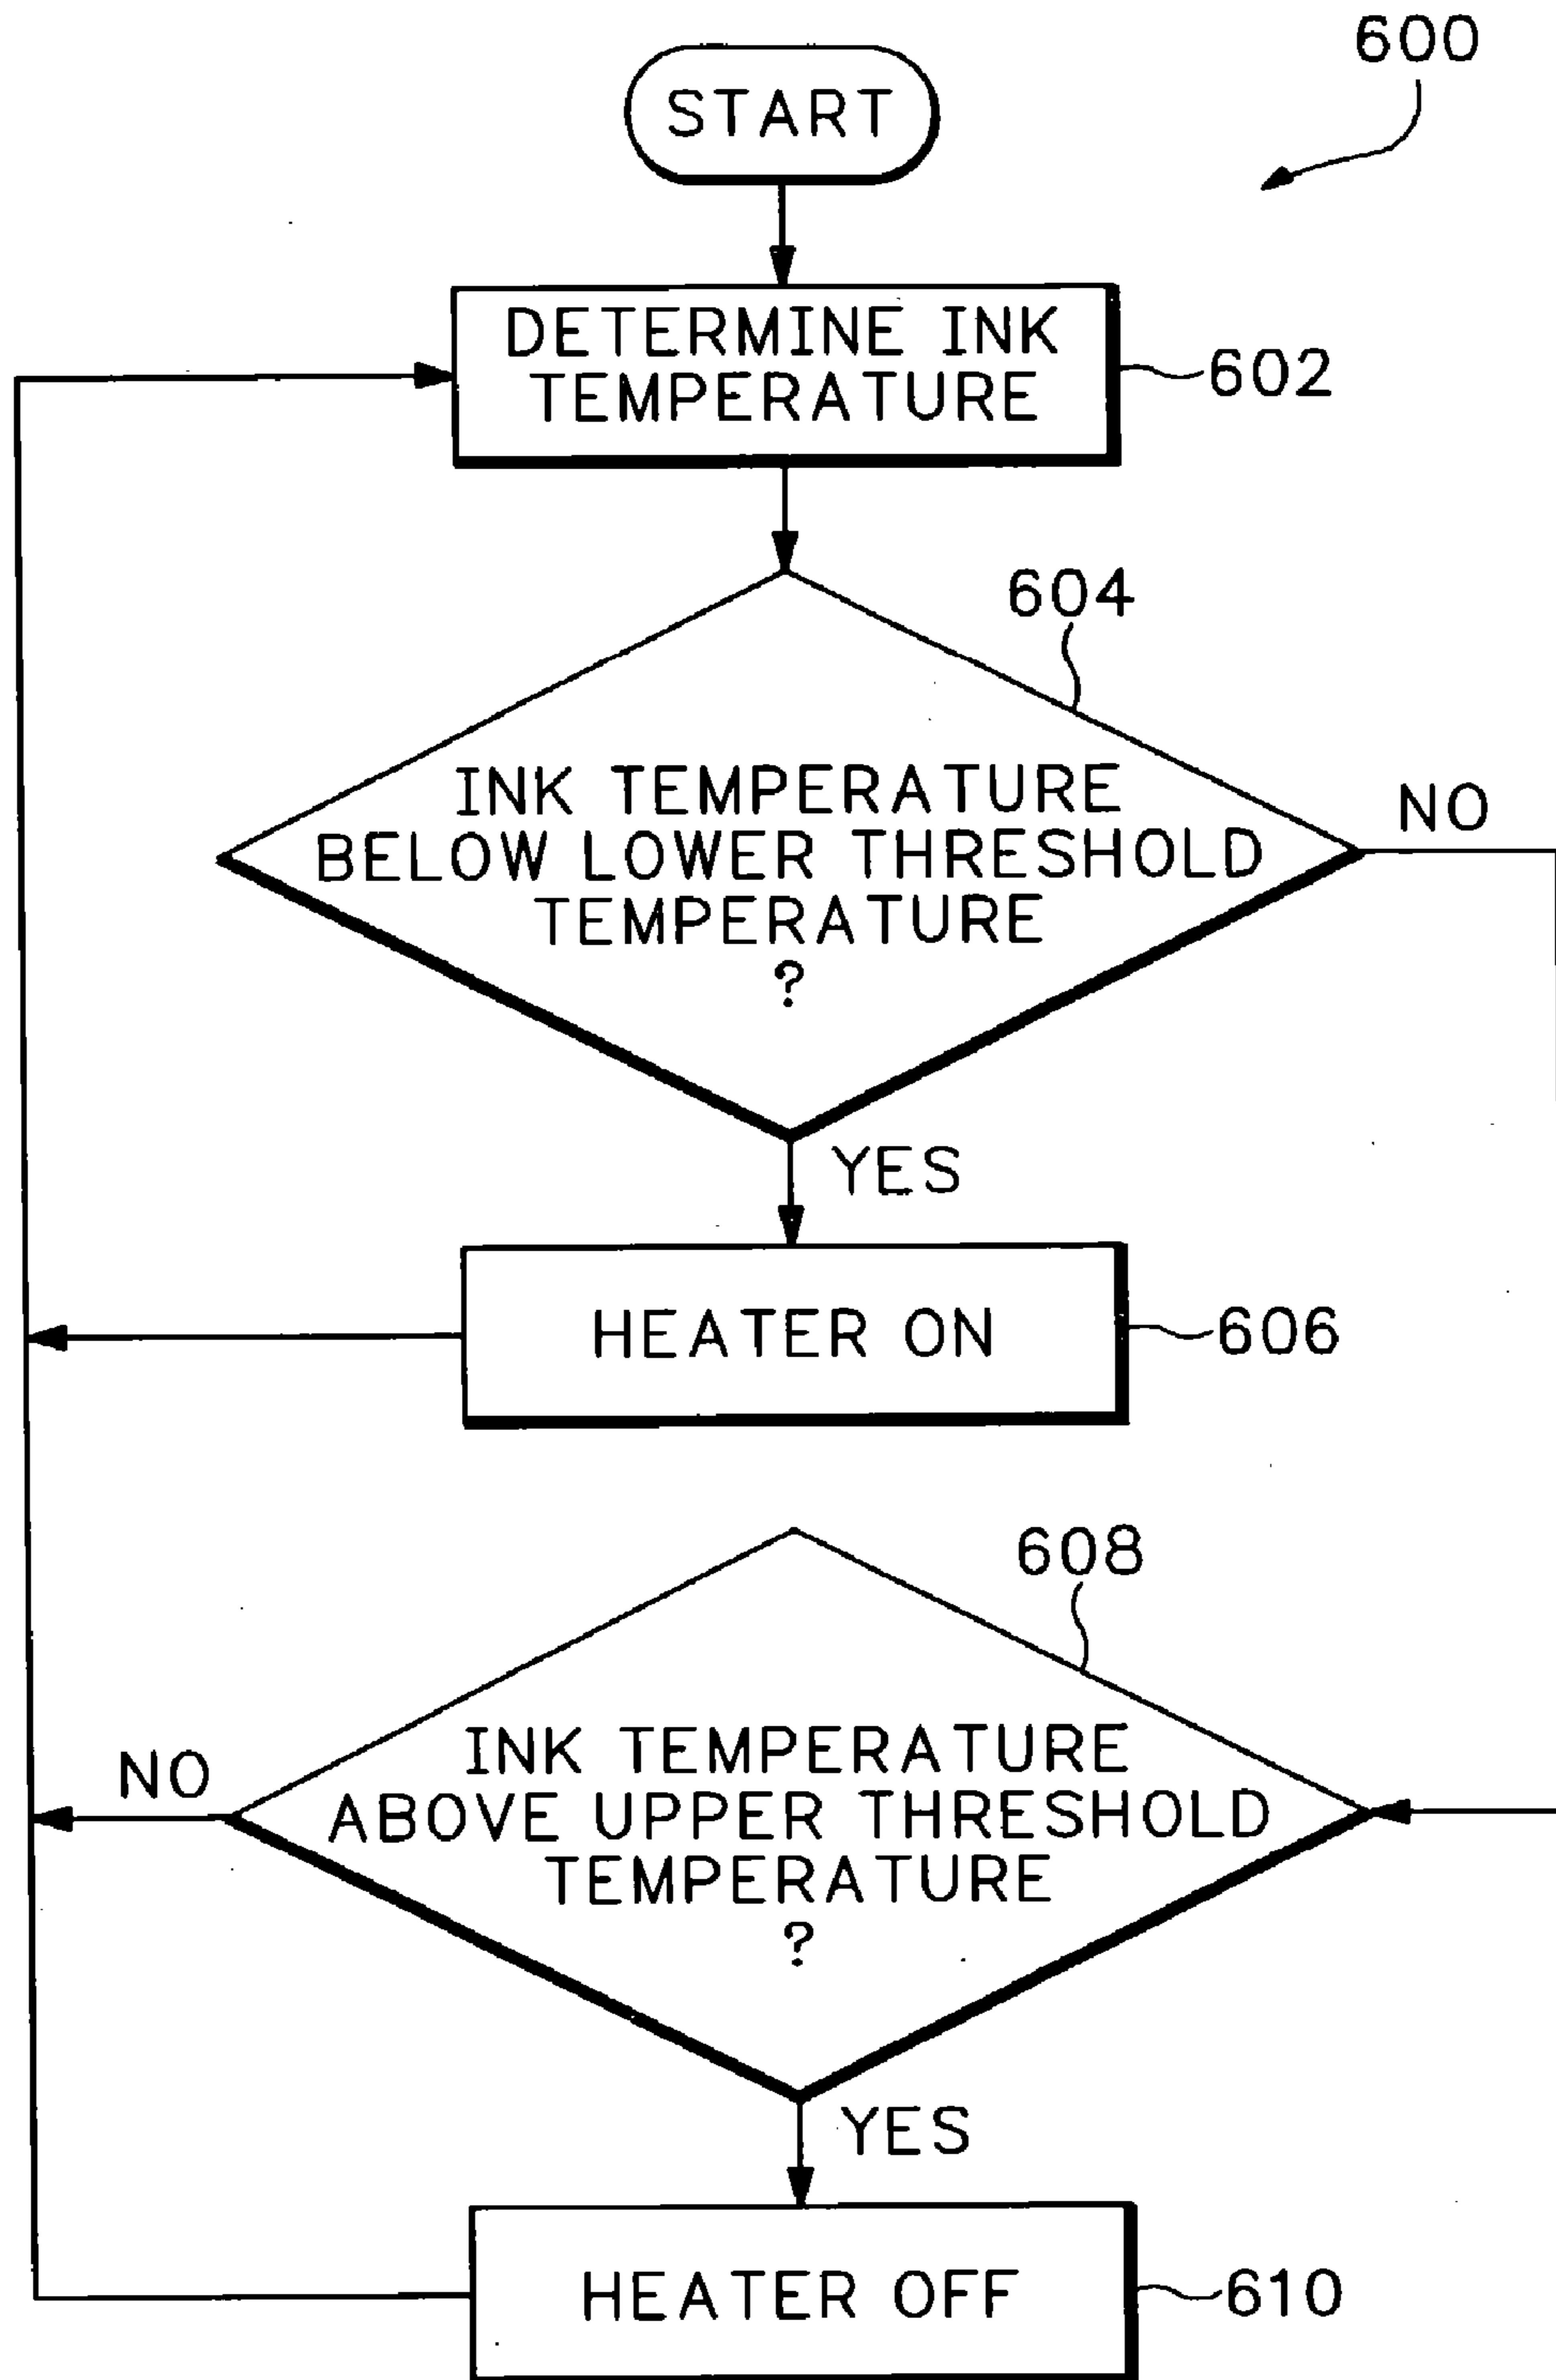 600
START
DETERMINE INK
TEMPERATURE
602
604
INK TEMPERATURE
BELOW LOWER THRESHOLD
TEMPERATURE
?
NO
YES
HEATER ON
606
608
INK TEMPERATURE
ABOVE UPPER THRESHOLD
TEMPERATURE
?
NO
YES
HEATER OFF
610